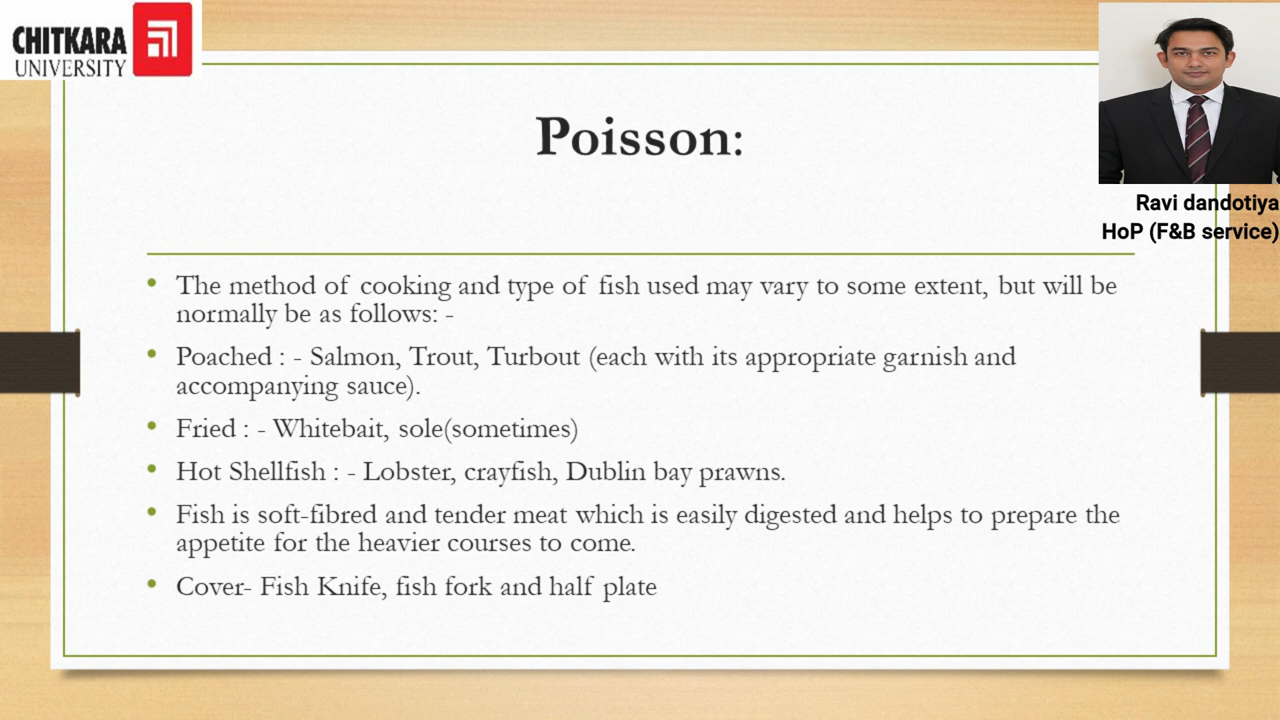 CHITKARA
UNIVERSITY
Poisson:
Ravi dandotiya
HoP (F&B service)
• The method of cooking and type of fish used may vary to some extent, but will be
normally be as follows: -
• Poached : - Salmon, Trout, Turbout (each with its appropriate garnish and
accompanying sauce).
• Fried : - Whitebait, sole(sometimes)
• Hot Shellfish : - Lobster, crayfish, Dublin bay prawns.
• Fish is soft-fibred and tender meat which is easily digested and helps to prepare the
appetite for the heavier courses to come.
• Cover- Fish Knife, fish fork and half plate